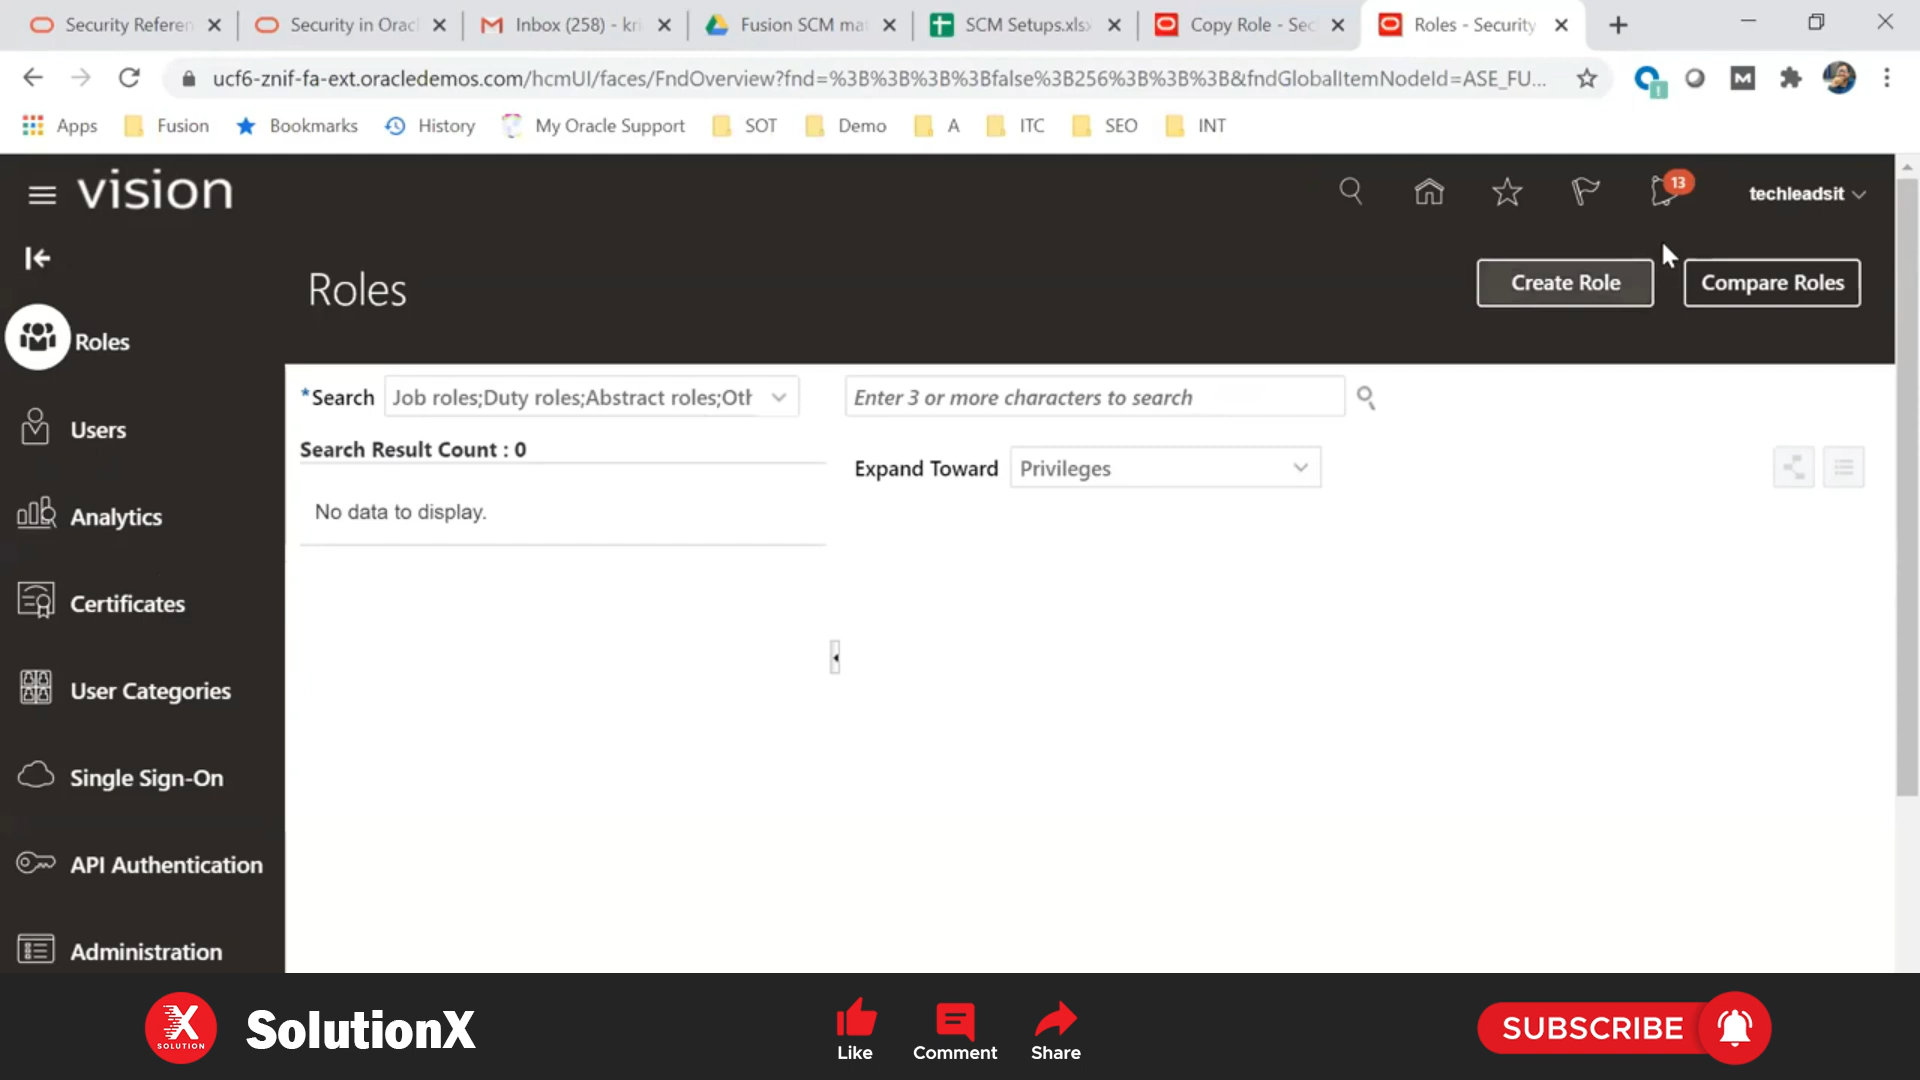 Security Referen
Security in Oracl
Inbox (258) - kri
Fusion SCM mat
SCM Setups.xlsx
Copy Role - Sec
Roles - Security
ucf6-znif-fa-ext.oracledemos.com/hcmUI/faces/FndOverview?fnd=%3B%3B%3B%3Bfalse%3B256%3B%3B%3B&fndGlobalItemNodeId=ASE_FU...
Apps
Fusion
Bookmarks
History
My Oracle Support
SOT
Demo
A
ITC
SEO
INT
vision
13
techleadsit
Roles
Create Role
Compare Roles
Roles
Users
Analytics
Certificates
User Categories
Single Sign-On
API Authentication
Administration
*Search
Job roles;Duty roles;Abstract roles;Oth
Enter 3 or more characters to search
Search Result Count : 0
Expand Toward
Privileges
No data to display.
X
SOLUTION
SolutionX
Like
Comment
Share
SUBSCRIBE